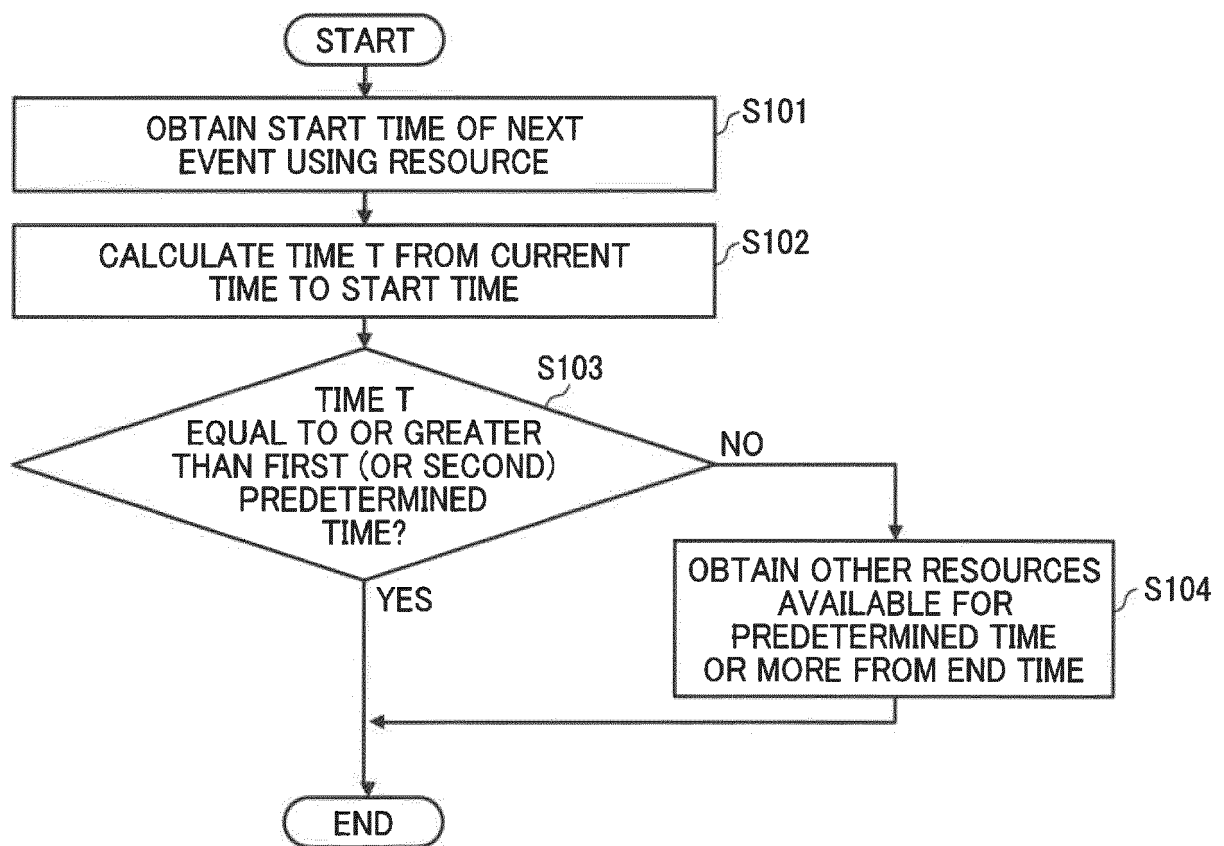 START
OBTAIN START TIME OF NEXT
EVENT USING RESOURCE
S101
CALCULATE TIME T FROM CURRENT
TIME TO START TIME
S102
TIME T
EQUAL TO OR GREATER
THAN FIRST (OR SECOND)
PREDETERMINED
TIME?
S103
NO
YES
OBTAIN OTHER RESOURCES
AVAILABLE FOR
PREDETERMINED TIME
OR MORE FROM END TIME
S104
END